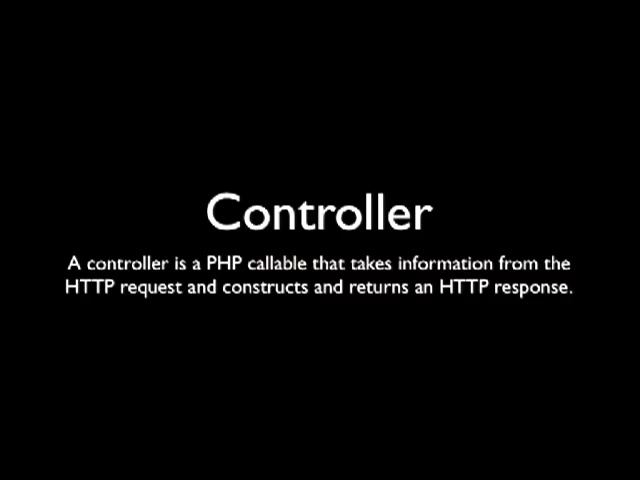 Controller
A controller is a PHP callable that takes information from the
HTTP request and constructs and returns an HTTP response.